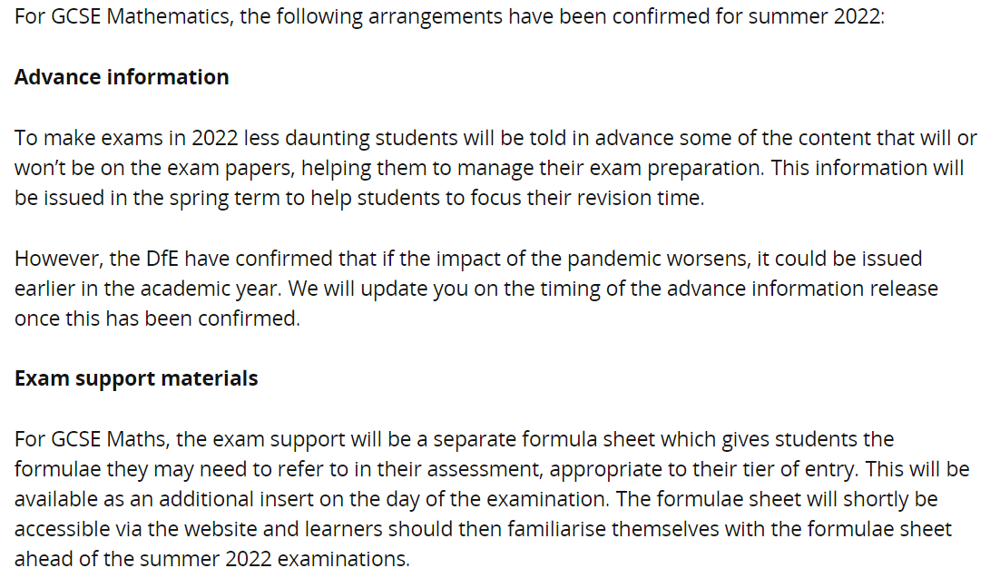 For GCSE Mathematics, the following arrangements have been confirmed for summer 2022:
Advance information
To make exams in 2022 less daunting students will be told in advance some of the content that will or
won’t be on the exam papers, helping them to manage their exam preparation. This information will
be issued in the spring term to help students to focus their revision time.
However, the DfE have confirmed that if the impact of the pandemic worsens, it could be issued
earlier in the academic year. We will update you on the timing of the advance information release
once this has been confirmed.
Exam support materials
For GCSE Maths, the exam support will be a separate formula sheet which gives students the
formulae they may need to refer to in their assessment, appropriate to their tier of entry. This will be
available as an additional insert on the day of the examination. The formulae sheet will shortly be
accessible via the website and learners should then familiarise themselves with the formulae sheet
ahead of the summer 2022 examinations.